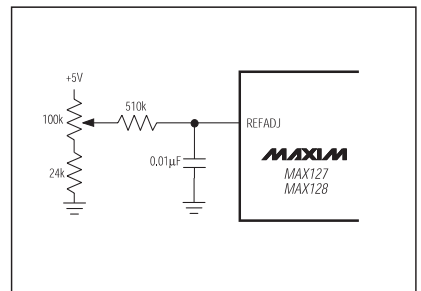 +5V
510k
100k
REFADJ
0.01μF
24k
MAXIM
MAX127
MAX128